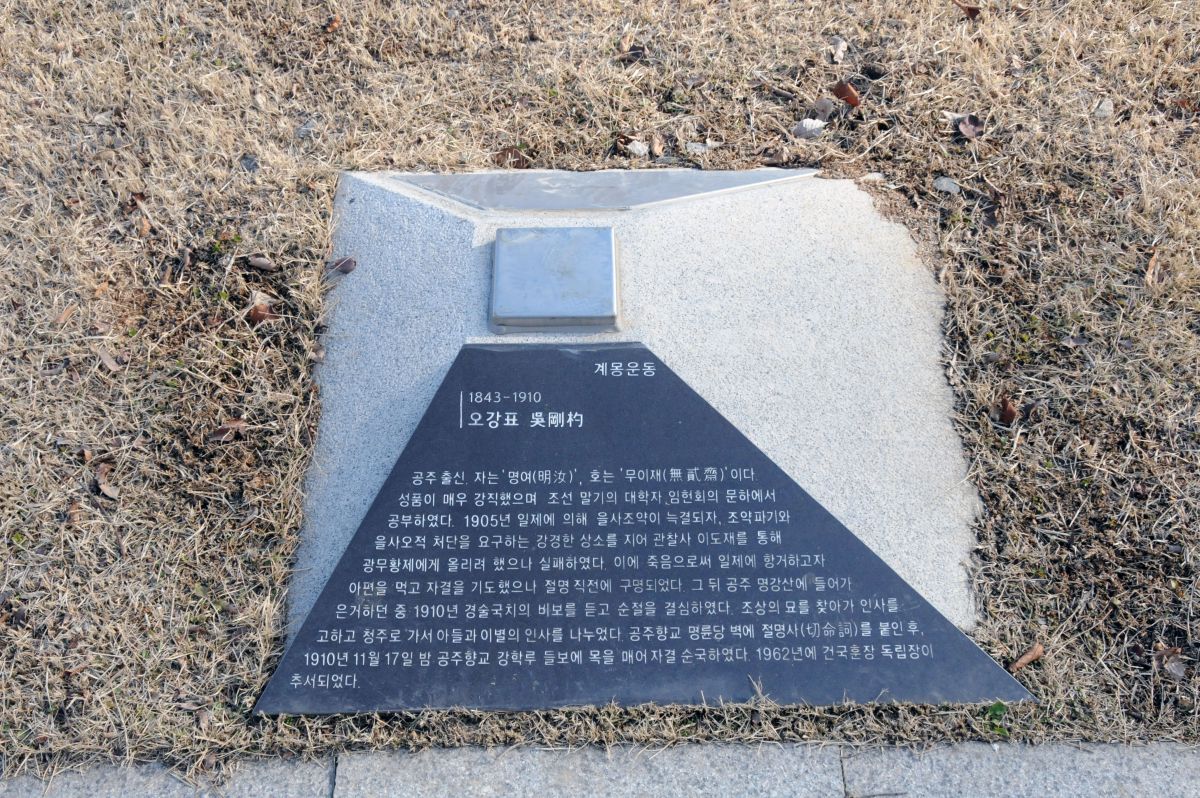 계몽운동
1843-1910
오강표 吳剛杓
공주 출신. 자는 '명여(明汝)', 호는 '무이재(無貳齋)'이다.
성품이 매우 강직했으며 조선 말기의 대학자 임헌회의 문하에서
공부하였다. 1905년 일제에 의해 을사조약이 늑결되자, 조약파기와
을사오적 처단을 요구하는 강경한 상소를 지어 관찰사 이도재를 통해
광무황제에게 올리려 했으나 실패하였다. 이에 죽음으로써 일제에 항거하고자
아편을 먹고 자결을 기도했으나 절명 직전에 구명되었다. 그 뒤 공주 명강산에 들어가
은거하던 중 1910년 경술국치의 비보를 듣고 순절을 결심하였다. 조상의 묘를 찾아가 인사를
고하고 청주로 가서 아들과 이별의 인사를 나누었다. 공주향교 명륜당 벽에 절명사(切命詞)를 붙인 후,
1910년 11월 17일 밤 공주향교 강학루 들보에 목을 매어 자결 순국하였다. 1962년에 건국훈장 독립장이
추서되었다.